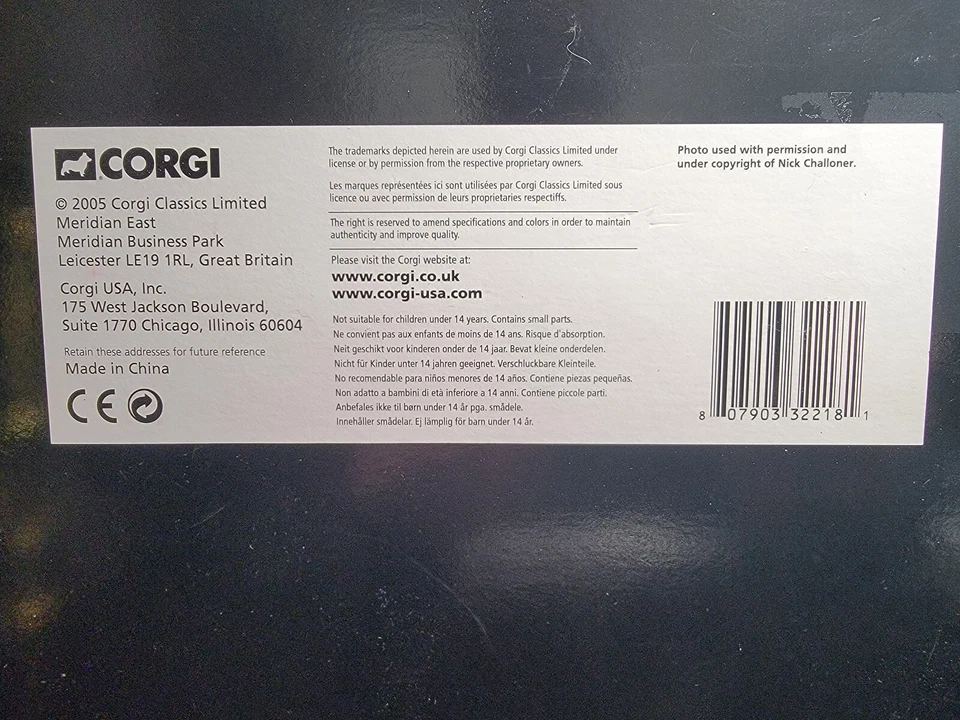 CORGI
© 2005 Corgi Classics Limited
Meridian East
Meridian Business Park
Leicester LE19 1RL, Great Britain
Corgi USA, Inc.
175 West Jackson Boulevard,
Suite 1770 Chicago, Illinois 60604
Retain these addresses for future reference
Made in China
CE
The trademarks depicted herein are used by Corgi Classics Limited under
license or by permission from the respective proprietary owners.
Les marques représentées ici sont utilisées par Corgi Classics Limited sous
licence ou avec permission de leurs proprietaries respectiffs.
The right is reserved to amend specifications and colors in order to maintain
authenticity and improve quality.
Please visit the Corgi website at:
www.corgi.co.uk
www.corgi-usa.com
Not suitable for children under 14 years. Contains small parts.
Ne convient pas aux enfants de moins de 14 ans. Risque d'absorption.
Neit geschikt voor kinderen onder de 14 jaar. Bevat kleine onderdelen.
Nicht für Kinder unter 14 jahren geeignet. Verschluckbare Kleinteile.
No recomendable para niños menores de 14 años. Contiene piezas pequeñas.
Non adatto a bambini di età inferiore a 14 anni. Contiene piccole parti.
Anbefales ikke til børn under 14 år pga. smådele.
Innehåller smådelar. Ej lämplig för barn under 14 år.
Photo used with permission and
under copyright of Nick Challoner.
8 07903 32218 1